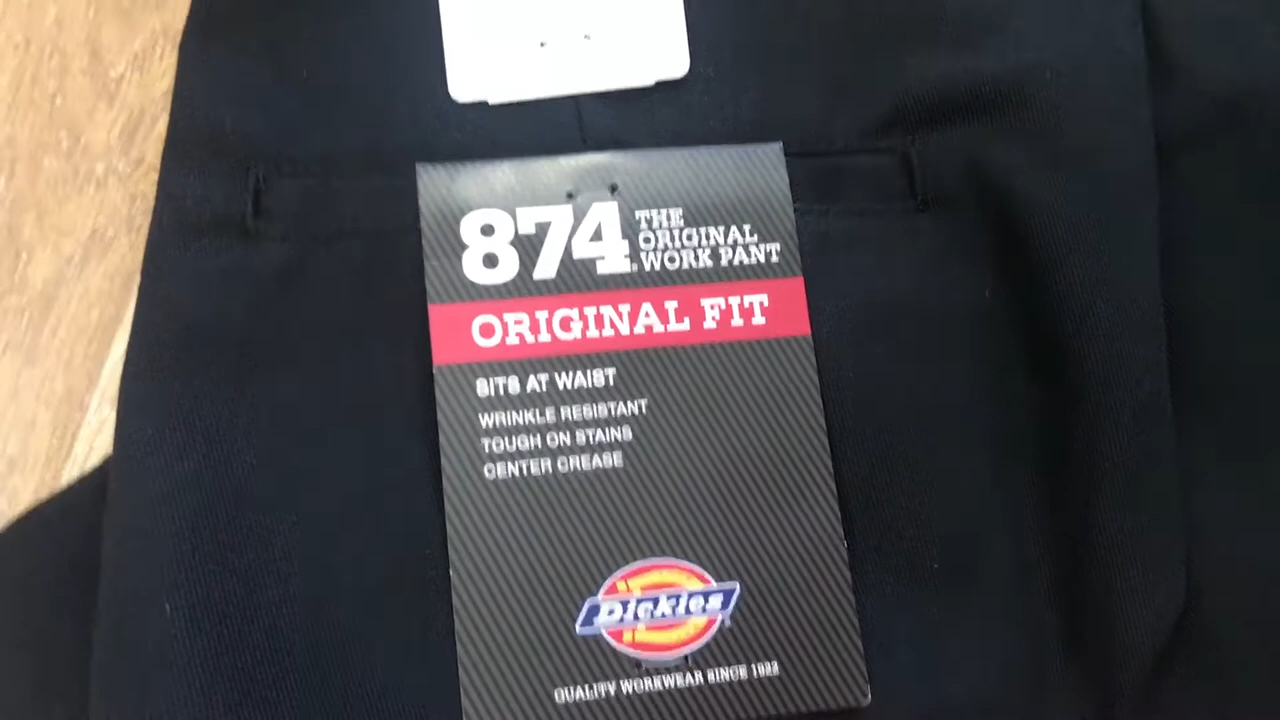 874® THE
ORIGINAL
WORK PANT
ORIGINAL FIT
SITS AT WAIST
WRINKLE RESISTANT
TOUGH ON STAINS
CENTER CREASE
Dickies
QUALITY WORKWEAR SINCE 1922